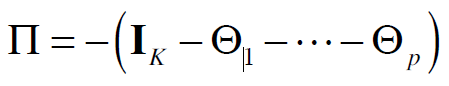 Π = −(I_K − Θ_1 − ⋯ − Θ_p)